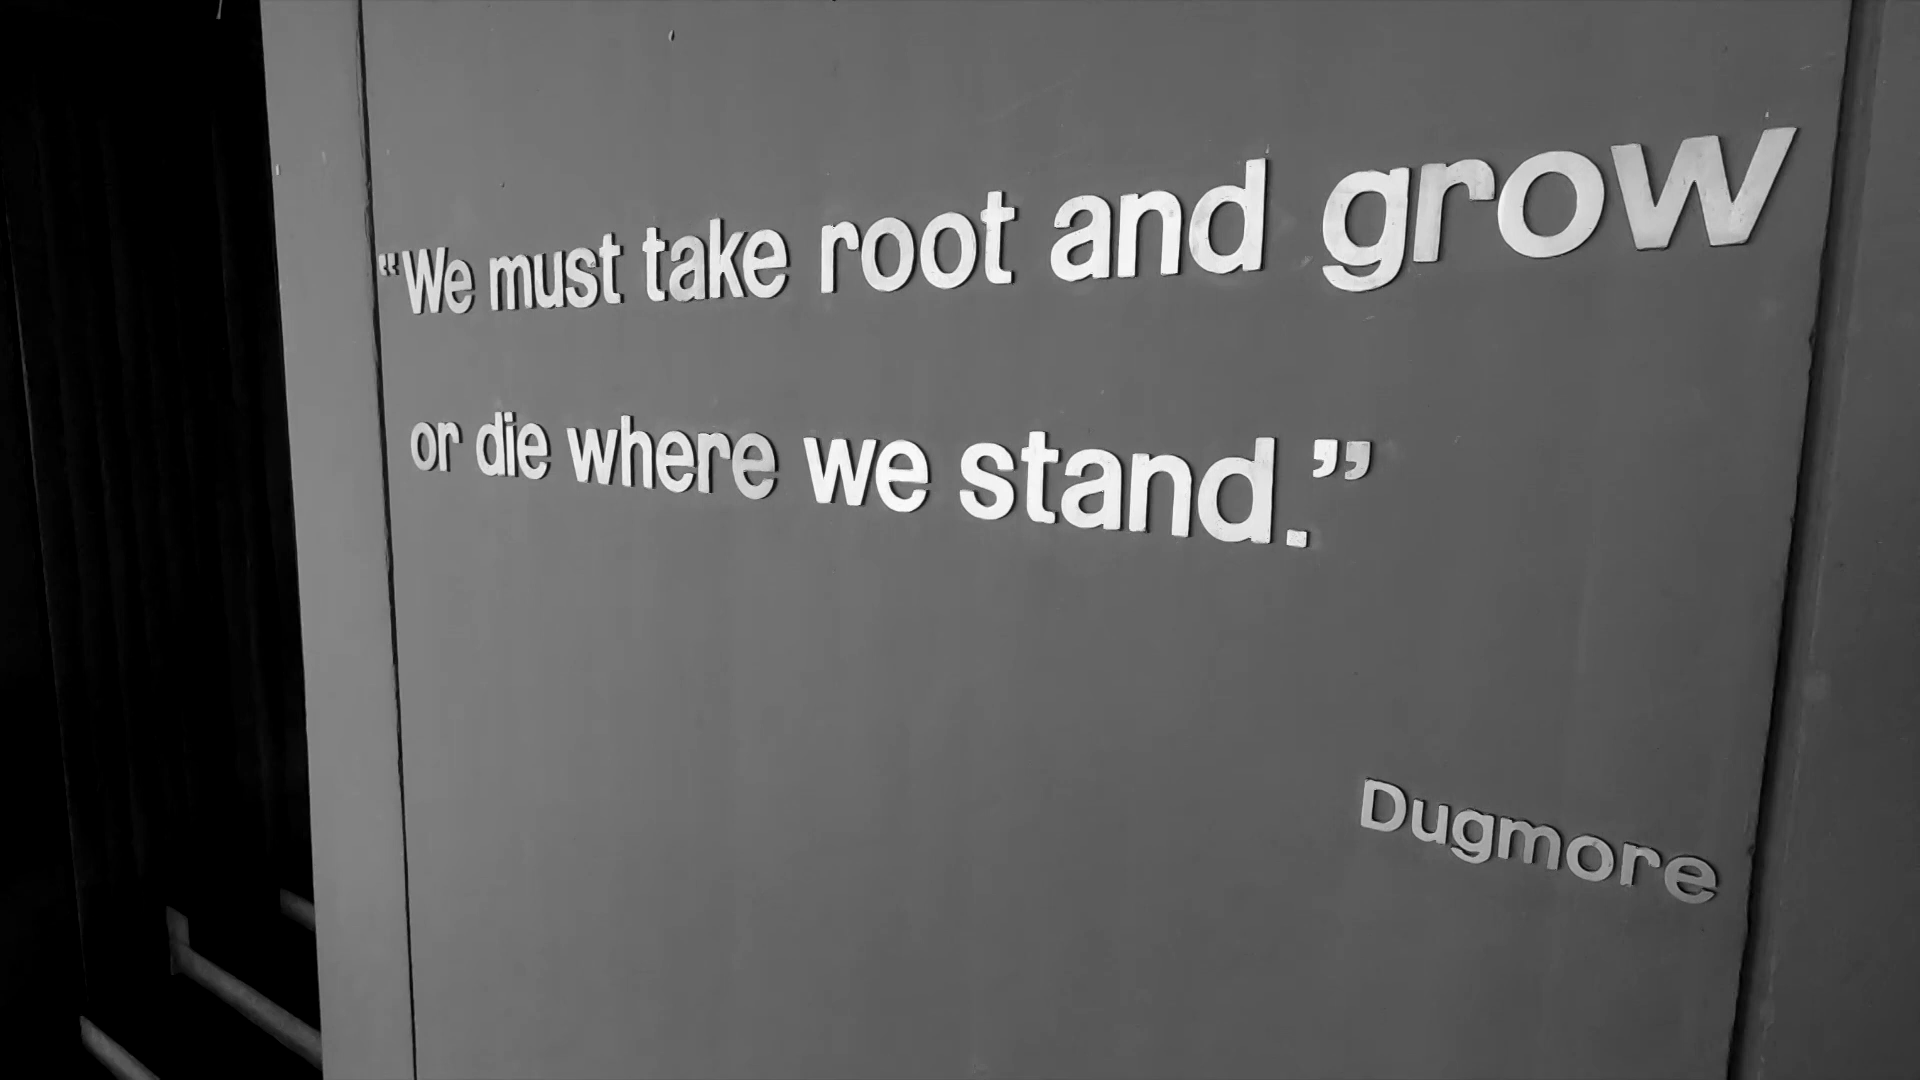 “We must take root and grow
or die where we stand.”
Dugmore